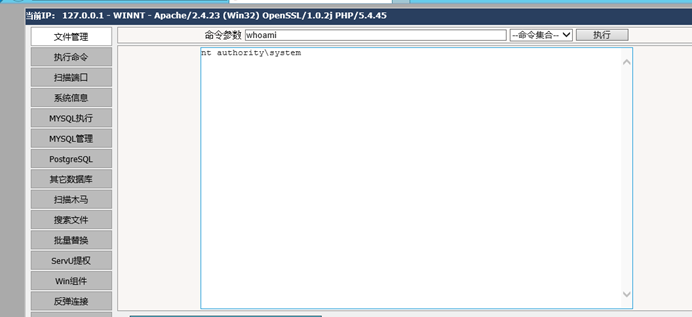 当前IP: 127.0.0.1 - WINNT - Apache/2.4.23 (Win32) OpenSSL/1.0.2j PHP/5.4.45
文件管理
命令参数 whoami --命令集合-- 执行
执行命令
nt authority\system
扫描端口
系统信息
MYSQL执行
MYSQL管理
PostgreSQL
其它数据库
扫描木马
搜索文件
批量替换
ServU提权
Win组件
反弹连接